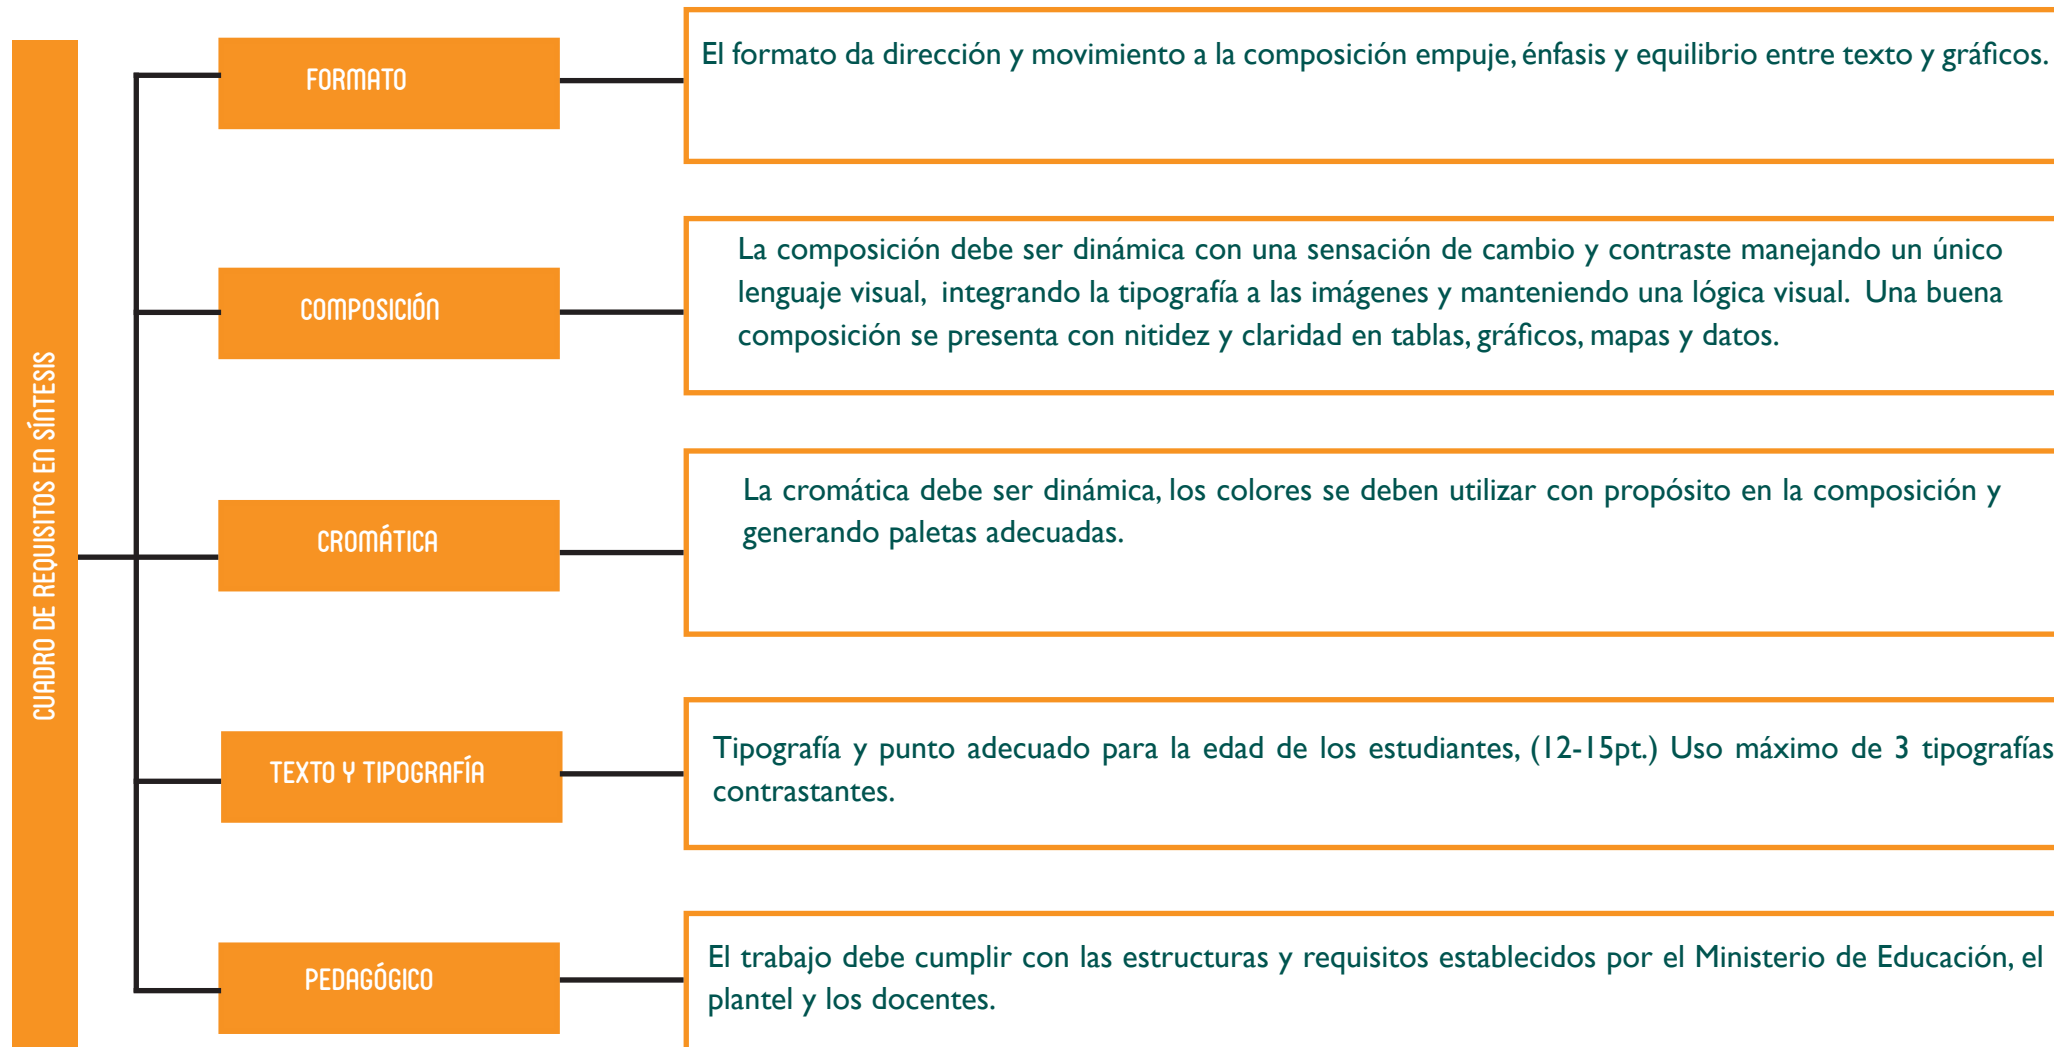 CUADRO DE REQUISITOS EN SÍNTESIS
FORMATO
El formato da dirección y movimiento a la composición empuje, énfasis y equilibrio entre texto y gráficos.
COMPOSICIÓN
La composición debe ser dinámica con una sensación de cambio y contraste manejando un único
lenguaje visual, integrando la tipografía a las imágenes y manteniendo una lógica visual. Una buena
composición se presenta con nitidez y claridad en tablas, gráficos, mapas y datos.
CROMÁTICA
La cromática debe ser dinámica, los colores se deben utilizar con propósito en la composición y
generando paletas adecuadas.
TEXTO Y TIPOGRAFÍA
Tipografía y punto adecuado para la edad de los estudiantes, (12-15pt.) Uso máximo de 3 tipografías
contrastantes.
PEDAGÓGICO
El trabajo debe cumplir con las estructuras y requisitos establecidos por el Ministerio de Educación, el
plantel y los docentes.